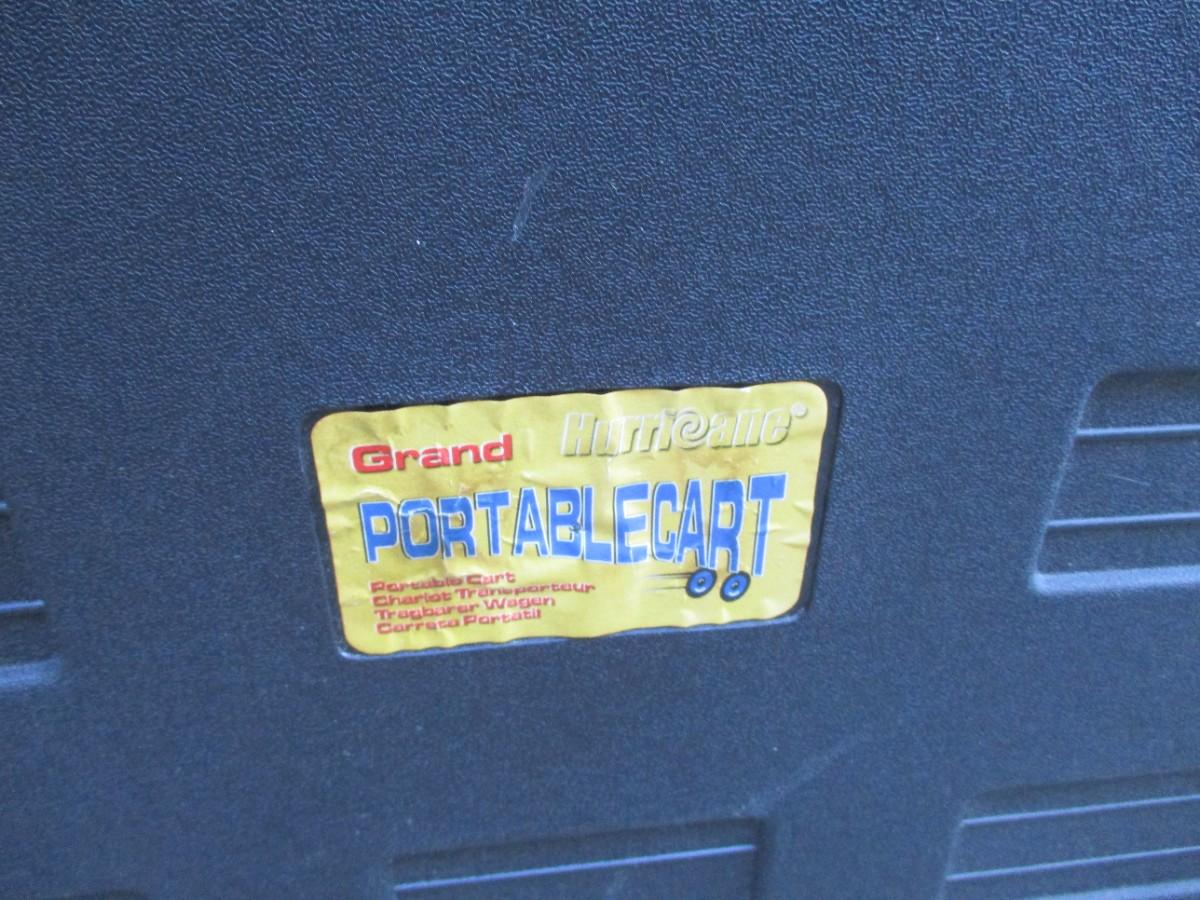 Grand
Hurricane®
PORTABLECART
Portable Cart
Chariot Transporteur
Tragbarer Wagen
Carreta Portatil